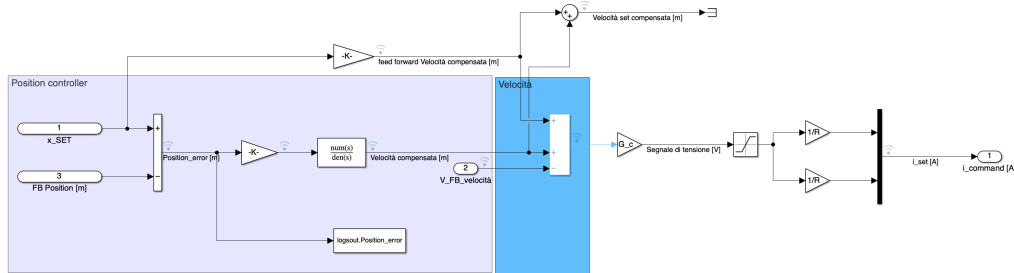 Velocità set compensata [m]
-K-
feed forward Velocità compensata [m]
Position controller
Velocità
1
x_SET
Position_error [m]
-K-
num(s)
den(s)
Velocità compensata [m]
3
FB Position [m]
2
V_FB_velocità
G_c
Segnale di tensione [V]
1/R
1/R
i_set [A]
1
i_command [A
logsout.Position_error